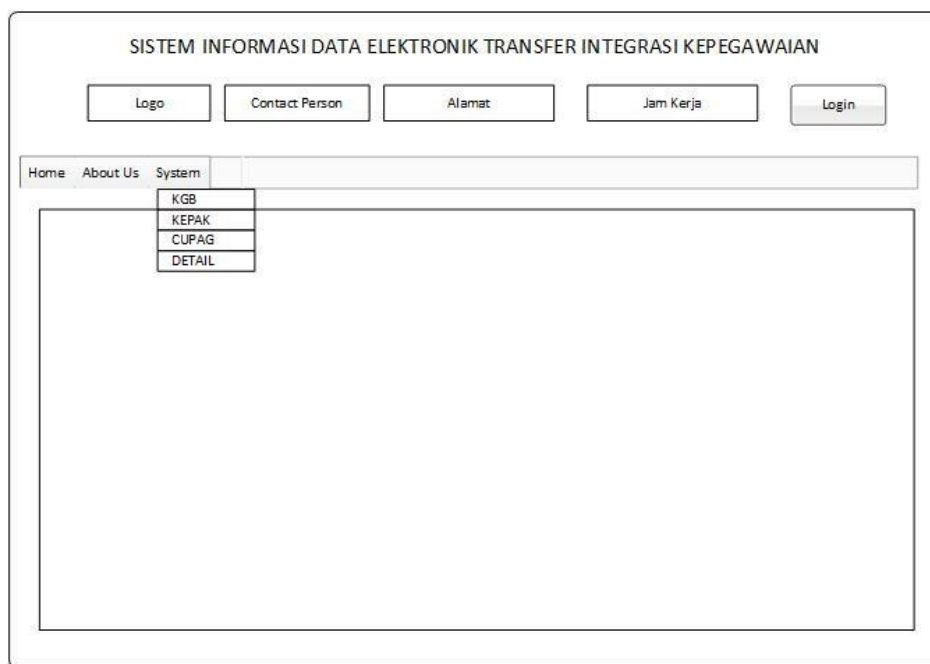 SISTEM INFORMASI DATA ELEKTRONIK TRANSFER INTEGRASI KEPEGAWAIAN
Logo Contact Person Alamat Jam Kerja Login
Home About Us System
KGB
KEPAK
CUPAG
DETAIL